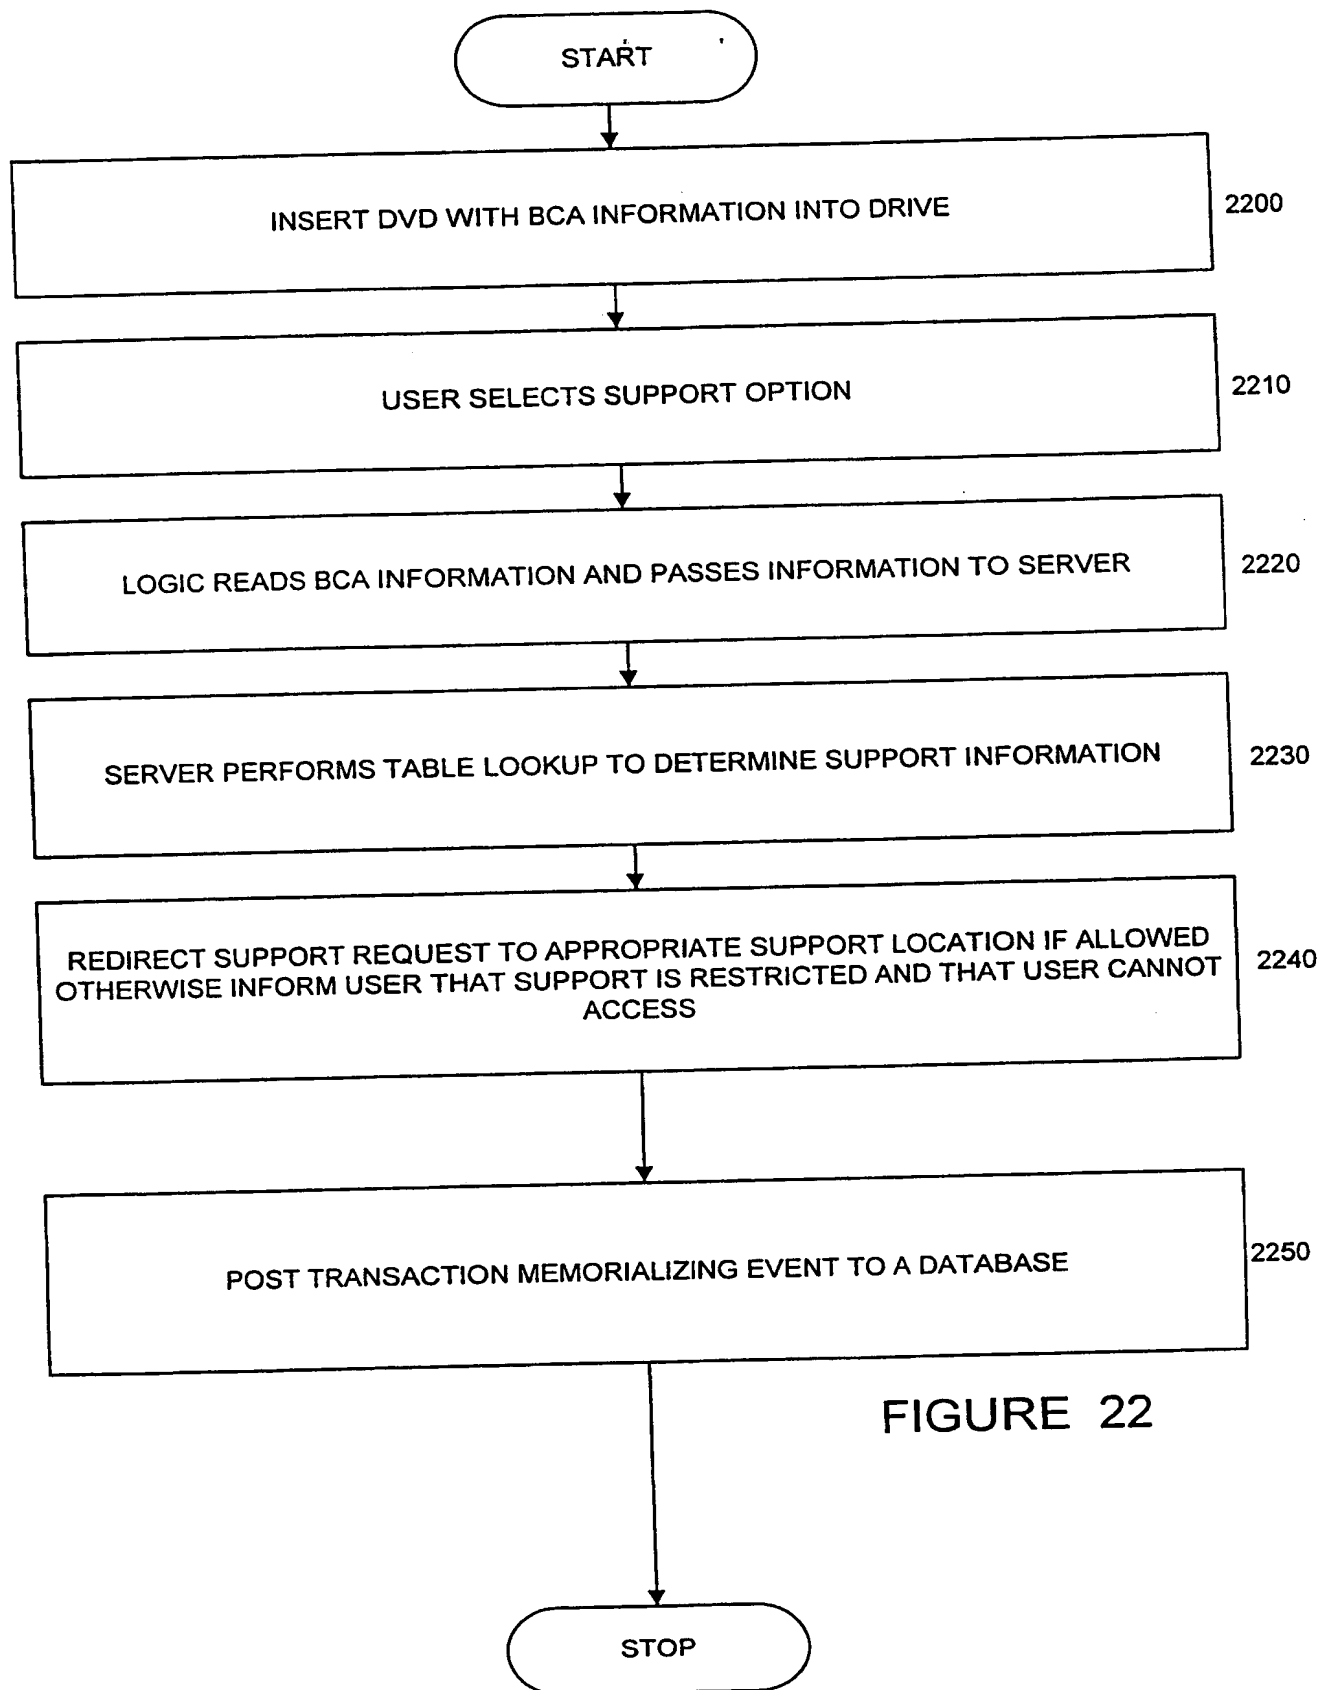 START
INSERT DVD WITH BCA INFORMATION INTO DRIVE
2200
USER SELECTS SUPPORT OPTION
2210
LOGIC READS BCA INFORMATION AND PASSES INFORMATION TO SERVER
2220
SERVER PERFORMS TABLE LOOKUP TO DETERMINE SUPPORT INFORMATION
2230
REDIRECT SUPPORT REQUEST TO APPROPRIATE SUPPORT LOCATION IF ALLOWED
OTHERWISE INFORM USER THAT SUPPORT IS RESTRICTED AND THAT USER CANNOT
ACCESS
2240
POST TRANSACTION MEMORIALIZING EVENT TO A DATABASE
2250
FIGURE 22
STOP